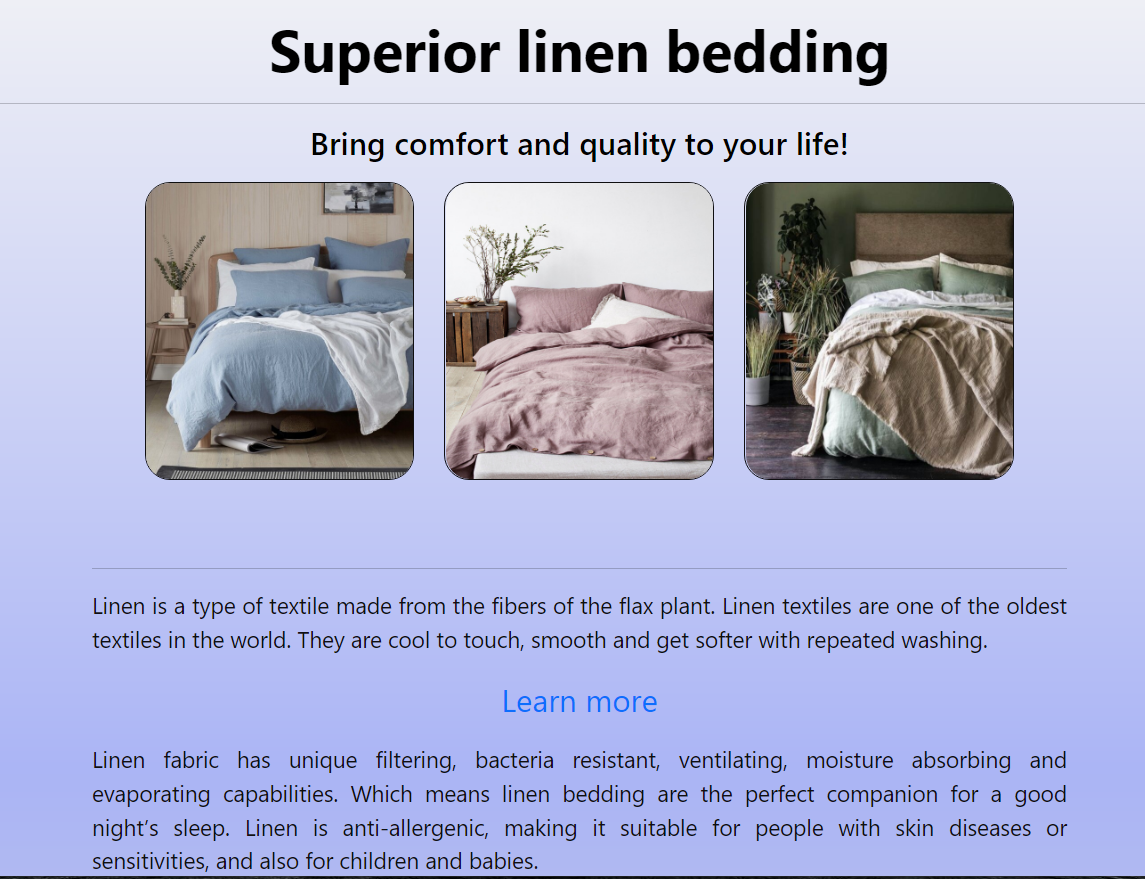 Superior linen bedding
Bring comfort and quality to your life!
Linen is a type of textile made from the fibers of the flax plant. Linen textiles are one of the oldest
textiles in the world. They are cool to touch, smooth and get softer with repeated washing.
Learn more
Linen fabric has unique filtering, bacteria resistant, ventilating, moisture absorbing and
evaporating capabilities. Which means linen bedding are the perfect companion for a good
night’s sleep. Linen is anti-allergenic, making it suitable for people with skin diseases or
sensitivities, and also for children and babies.